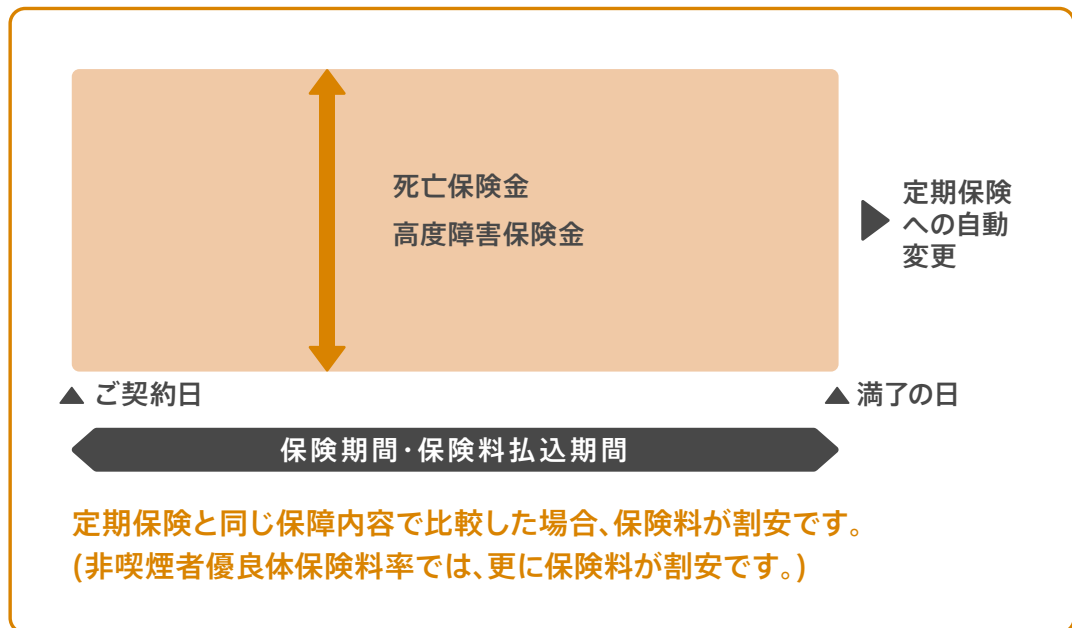 死亡保険金
高度障害保険金
定期保険
への自動
変更
▲ ご契約日
▲ 満了の日
保険期間・保険料払込期間
定期保険と同じ保障内容で比較した場合、保険料が割安です。
(非喫煙者優良体保険料率では、更に保険料が割安です。)